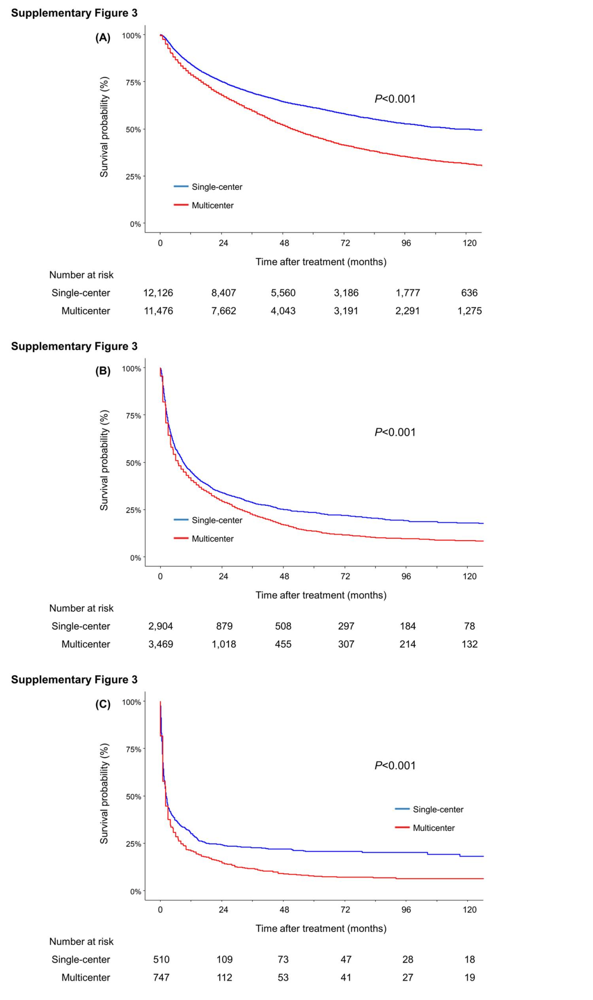 Supplementary Figure 3
(A)
100%
75%
50%
25%
0%
Survival probability (%)
P<0.001
Single-center
Multicenter
0 24 48 72 96 120
Time after treatment (months)
Number at risk
Single-center 12,126 8,407 5,560 3,186 1,777 636
Multicenter 11,476 7,662 4,043 3,191 2,291 1,275
Supplementary Figure 3
(B)
100%
75%
50%
25%
0%
Survival probability (%)
P<0.001
Single-center
Multicenter
0 24 48 72 96 120
Time after treatment (months)
Number at risk
Single-center 2,904 879 508 297 184 78
Multicenter 3,469 1,018 455 307 214 132
Supplementary Figure 3
(C)
100%
75%
50%
25%
0%
Survival probability (%)
P<0.001
Single-center
Multicenter
0 24 48 72 96 120
Time after treatment (months)
Number at risk
Single-center 510 109 73 47 28 18
Multicenter 747 112 53 41 27 19